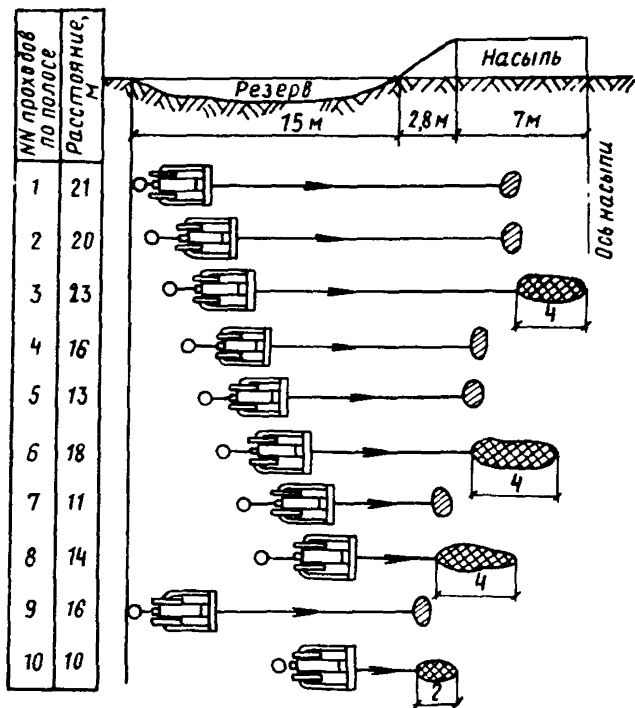 NN проходов по полосе
Расстояние, м
Резерв
Насыпь
15 м
2,8 м
7м
Ось насыпи
1 21
2 20
3 23
4
4 16
5 13
6 18
4
7 11
8 14
4
9 16
10 10
2